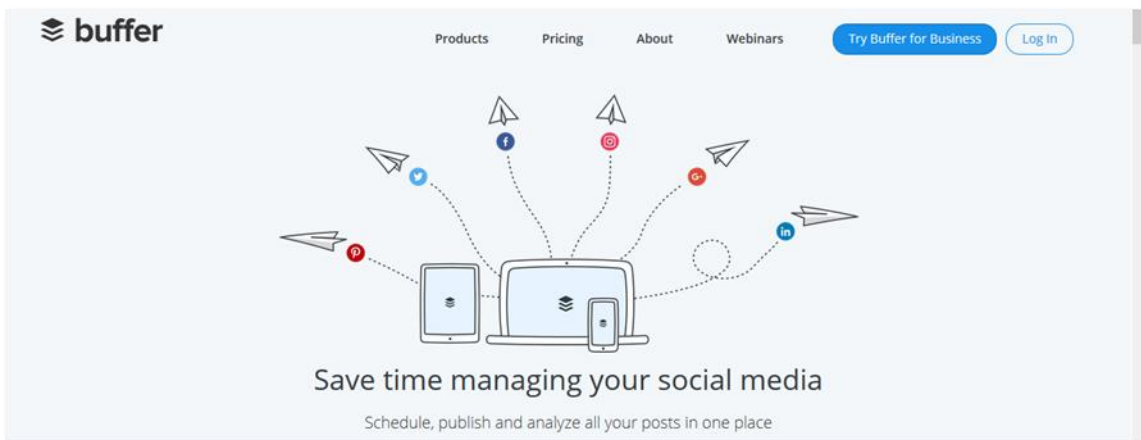 buffer
Products Pricing About Webinars Try Buffer for Business Log In
f
G+
in
Save time managing your social media
Schedule, publish and analyze all your posts in one place